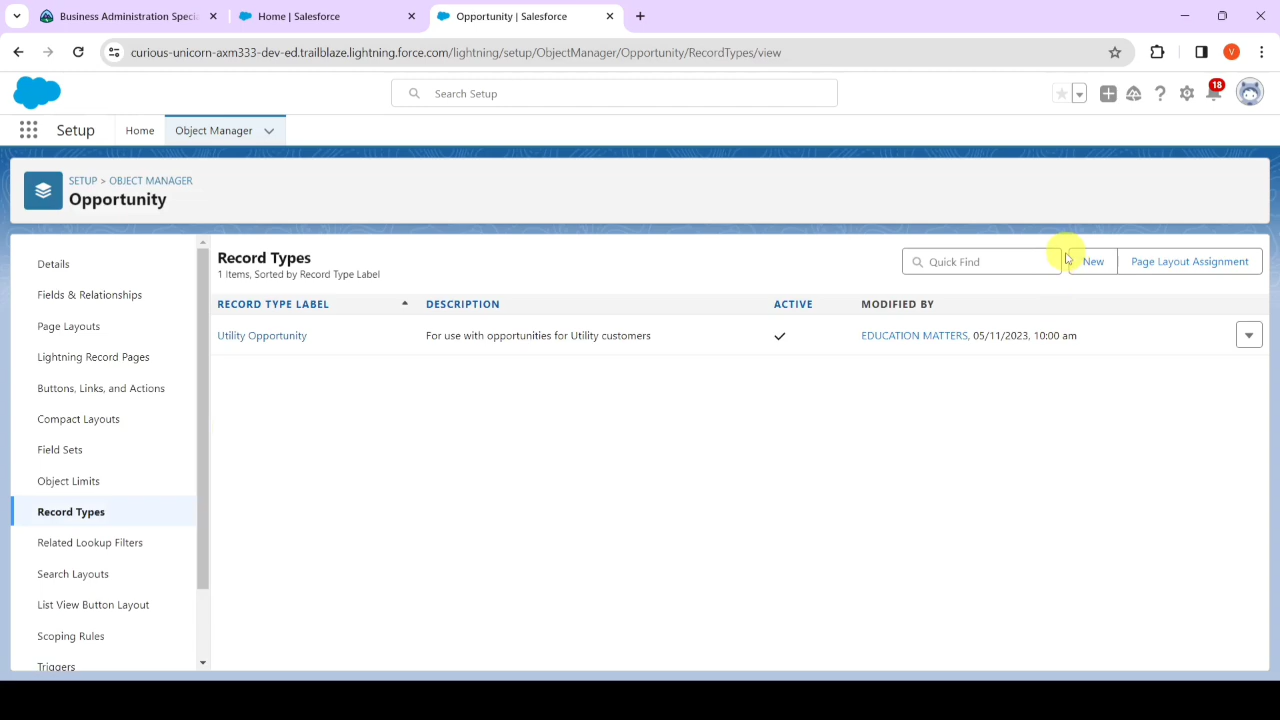 Business Administration Speci
Home | Salesforce
Opportunity | Salesforce
curious-unicorn-axm333-dev-ed.trailblaze.lightning.force.com/lightning/setup/ObjectManager/Opportunity/RecordTypes/view
V
Search Setup
18
Setup
Home
Object Manager
SETUP > OBJECT MANAGER
Opportunity
Details
Fields & Relationships
Page Layouts
Lightning Record Pages
Buttons, Links, and Actions
Compact Layouts
Field Sets
Object Limits
Record Types
Related Lookup Filters
Search Layouts
List View Button Layout
Scoping Rules
Triggers
Record Types
1 Items, Sorted by Record Type Label
Quick Find
New
Page Layout Assignment
RECORD TYPE LABEL DESCRIPTION ACTIVE MODIFIED BY
Utility Opportunity For use with opportunities for Utility customers EDUCATION MATTERS, 05/11/2023, 10:00 am